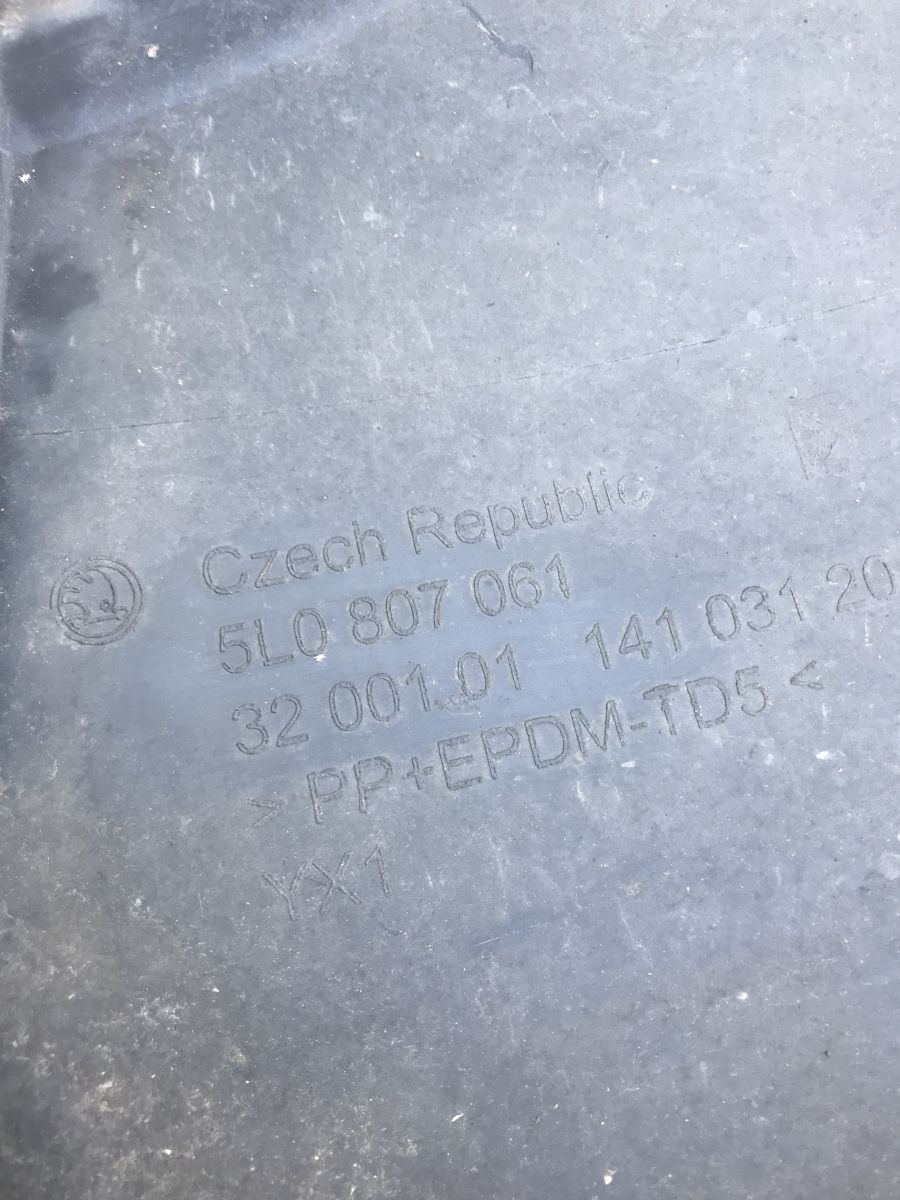 Czech Republic
5L0 807 061
32 001.01 141 031 20
> PP+EPDM-TD5 <
YX1